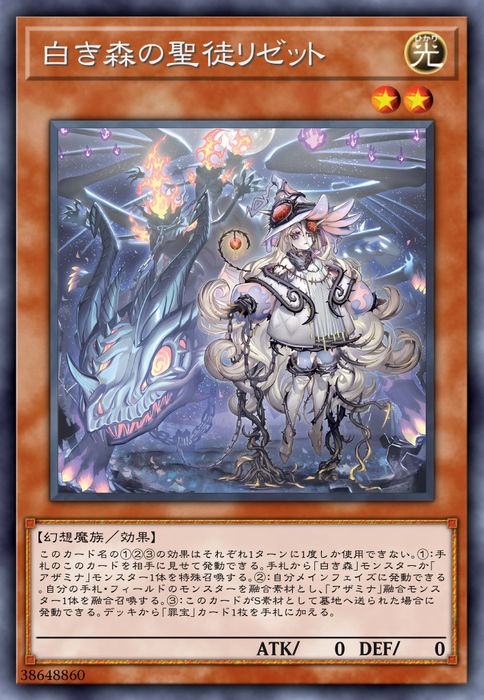 白き森の聖徒リゼット
ひかり
光
【幻想魔族／効果】
このカード名の①②③の効果はそれぞれ1ターンに1度しか使用できない。①：手
札のこのカードを相手に見せて発動できる。手札から「白き森」モンスターか「
アザミナ」モンスター1体を特殊召喚する。②：自分メインフェイズに発動できる
。自分の手札・フィールドのモンスターを融合素材とし、「アザミナ」融合モンス
ター1体を融合召喚する。③：このカードがS素材として墓地へ送られた場合に
発動できる。デッキから「罪宝」カード1枚を手札に加える。
ATK/ 0 DEF/ 0
38648860